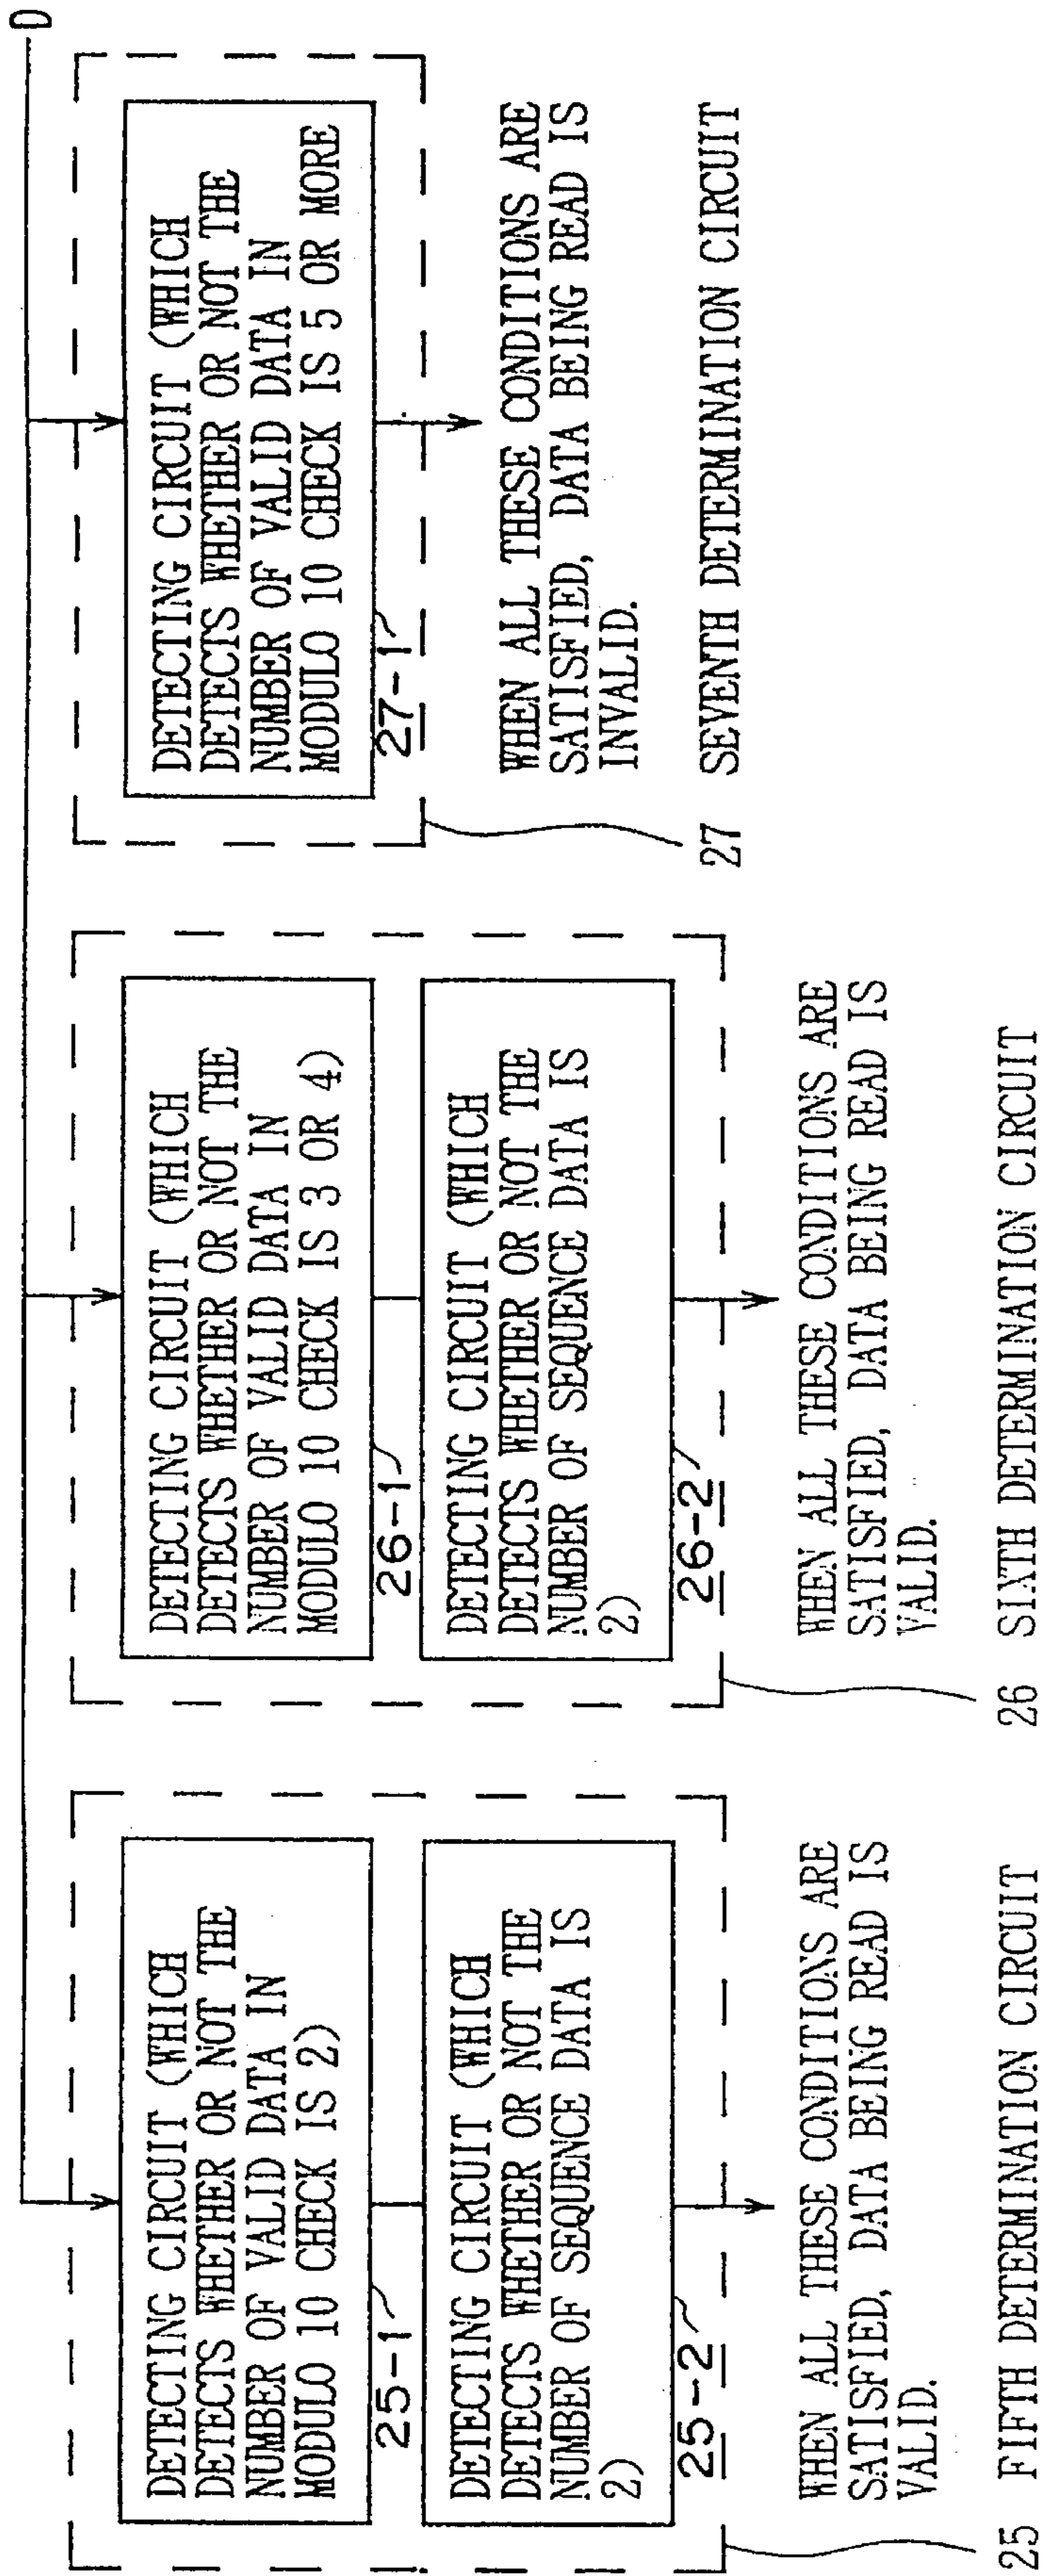 D
DETECTING CIRCUIT (WHICH
DETECTS WHETHER OR NOT THE
NUMBER OF VALID DATA IN
MODULO 10 CHECK IS 2)
25-1
DETECTING CIRCUIT (WHICH
DETECTS WHETHER OR NOT THE
NUMBER OF SEQUENCE DATA IS
2)
25-2
WHEN ALL THESE CONDITIONS ARE
SATISFIED, DATA BEING READ IS
VALID.
25 FIFTH DETERMINATION CIRCUIT
DETECTING CIRCUIT (WHICH
DETECTS WHETHER OR NOT THE
NUMBER OF VALID DATA IN
MODULO 10 CHECK IS 3 OR 4)
26-1
DETECTING CIRCUIT (WHICH
DETECTS WHETHER OR NOT THE
NUMBER OF SEQUENCE DATA IS
2)
26-2
WHEN ALL THESE CONDITIONS ARE
SATISFIED, DATA BEING READ IS
VALID.
26 SIXTH DETERMINATION CIRCUIT
DETECTING CIRCUIT (WHICH
DETECTS WHETHER OR NOT THE
NUMBER OF VALID DATA IN
MODULO 10 CHECK IS 5 OR MORE
27-1
WHEN ALL THESE CONDITIONS ARE
SATISFIED, DATA BEING READ IS
INVALID.
27 SEVENTH DETERMINATION CIRCUIT